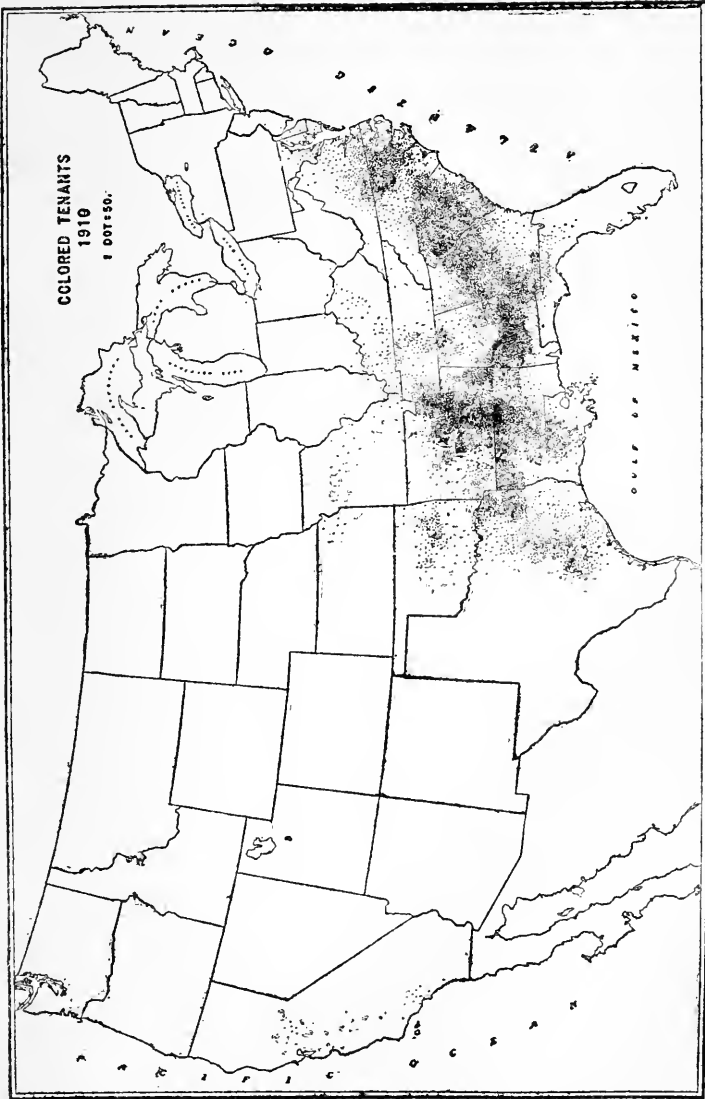 COLORED TENANTS
1910
1 DOT = 50.
ATLANTIC OCEAN
GULF OF MEXICO
PACIFIC OCEAN